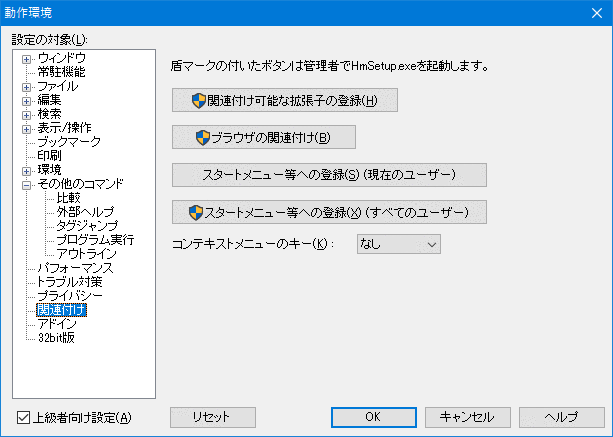 動作環境
設定の対象(L):
ウィンドウ
常駐機能
ファイル
編集
検索
表示/操作
ブックマーク
印刷
環境
その他のコマンド
比較
外部ヘルプ
タグジャンプ
プログラム実行
アウトライン
パフォーマンス
トラブル対策
プライバシー
関連付け
アドイン
32bit版
盾マークの付いたボタンは管理者でHmSetup.exeを起動します。
関連付け可能な拡張子の登録(H)
ブラウザの関連付け(B)
スタートメニュー等への登録(S) (現在のユーザー)
スタートメニュー等への登録(X) (すべてのユーザー)
コンテキストメニューのキー(K): なし
上級者向け設定(A) リセット OK キャンセル ヘルプ